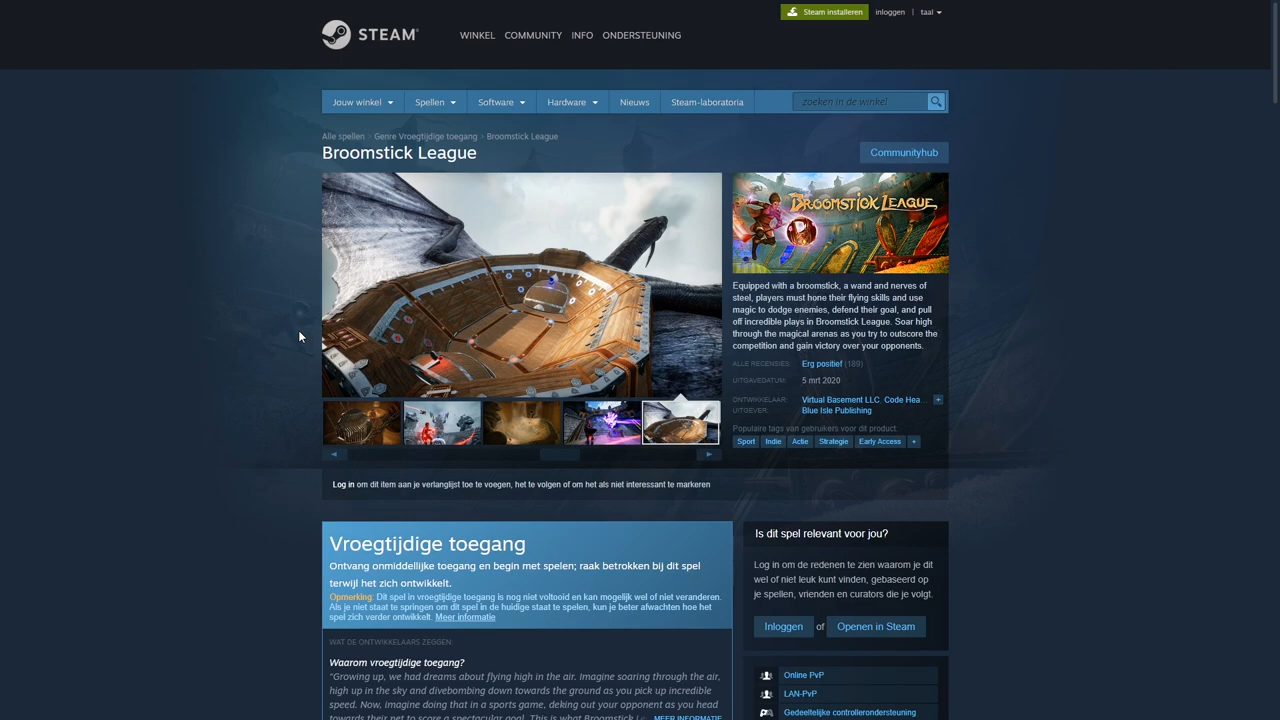 Steam installeren
inloggen | taal
STEAM®
WINKEL COMMUNITY INFO ONDERSTEUNING
Jouw winkel Spellen Software Hardware Nieuws Steam-laboratoria zoeken in de winkel
Alle spellen > Genre Vroegtijdige toegang > Broomstick League
Broomstick League
Communityhub
BROOMSTICK LEAGUE
Equipped with a broomstick, a wand and nerves of
steel, players must hone their flying skills and use
magic to dodge enemies, defend their goal, and pull
off incredible plays in Broomstick League. Soar high
through the magical arenas as you try to outscore the
competition and gain victory over your opponents.
ALLE RECENSIES: Erg positief (189)
UITGAVEDATUM: 5 mrt 2020
ONTWIKKELAAR: Virtual Basement LLC, Code Hea... +
UITGEVER: Blue Isle Publishing
Populaire tags van gebruikers voor dit product:
Sport Indie Actie Strategie Early Access +
Log in om dit item aan je verlanglijst toe te voegen, het te volgen of om het als niet interessant te markeren
Vroegtijdige toegang
Ontvang onmiddellijke toegang en begin met spelen; raak betrokken bij dit spel
terwijl het zich ontwikkelt.
Opmerking: Dit spel in vroegtijdige toegang is nog niet voltooid en kan mogelijk wel of niet veranderen.
Als je niet staat te springen om dit spel in de huidige staat te spelen, kun je beter afwachten hoe het
spel zich verder ontwikkelt. Meer informatie
WAT DE ONTWIKKELAARS ZEGGEN:
Waarom vroegtijdige toegang?
"Growing up, we had dreams about flying high in the air. Imagine soaring through the air,
high up in the sky and divebombing down towards the ground as you pick up incredible
speed. Now, imagine doing that in a sports game, deking out your opponent as you head
towards their net to score a spectacular goal. This is what Broomstick MEER INFORMATIE
Is dit spel relevant voor jou?
Log in om de redenen te zien waarom je dit
wel of niet leuk kunt vinden, gebaseerd op
je spellen, vrienden en curators die je volgt.
Inloggen of Openen in Steam
Online PvP
LAN-PvP
Gedeeltelijke controllerondersteuning